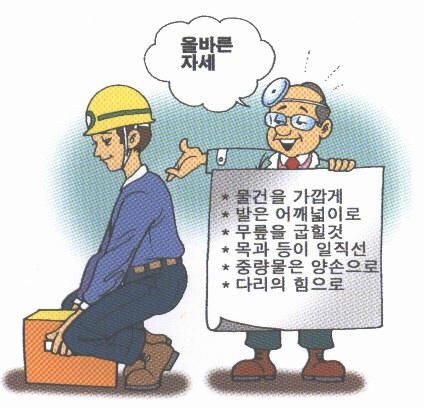 올바른
자세
* 물건을 가깝게
* 발은 어깨넓이로
* 무릎을 굽힐것
* 목과 등이 일직선
* 중량물은 양손으로
* 다리의 힘으로